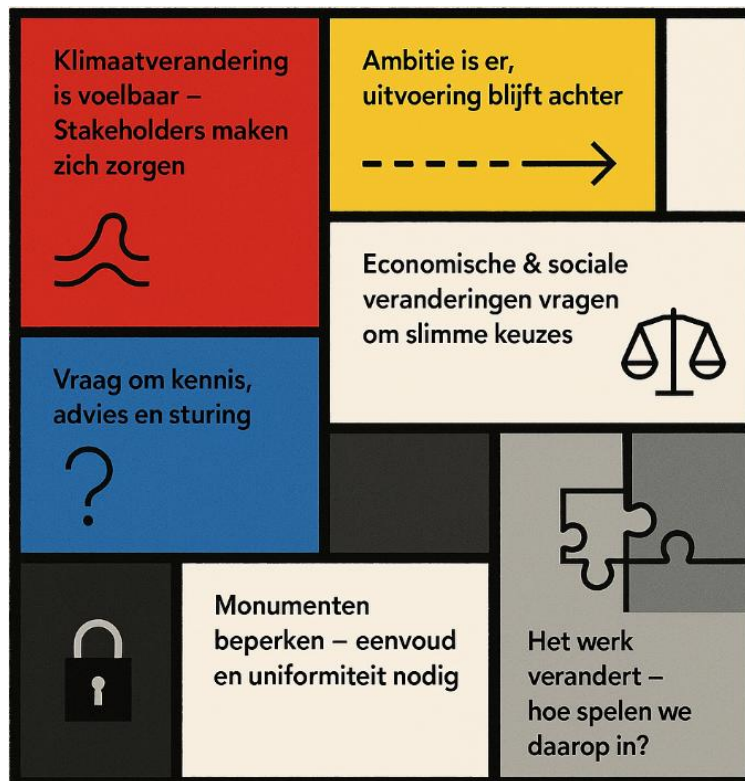 Klimaatverandering
is voelbaar –
Stakeholders maken
zich zorgen
Ambitie is er,
uitvoering blijft achter
Economische & sociale
veranderingen vragen
om slimme keuzes
Vraag om kennis,
advies en sturing
?
Monumenten
beperken – eenvoud
en uniformiteit nodig
Het werk
verandert –
hoe spelen we
daarop in?